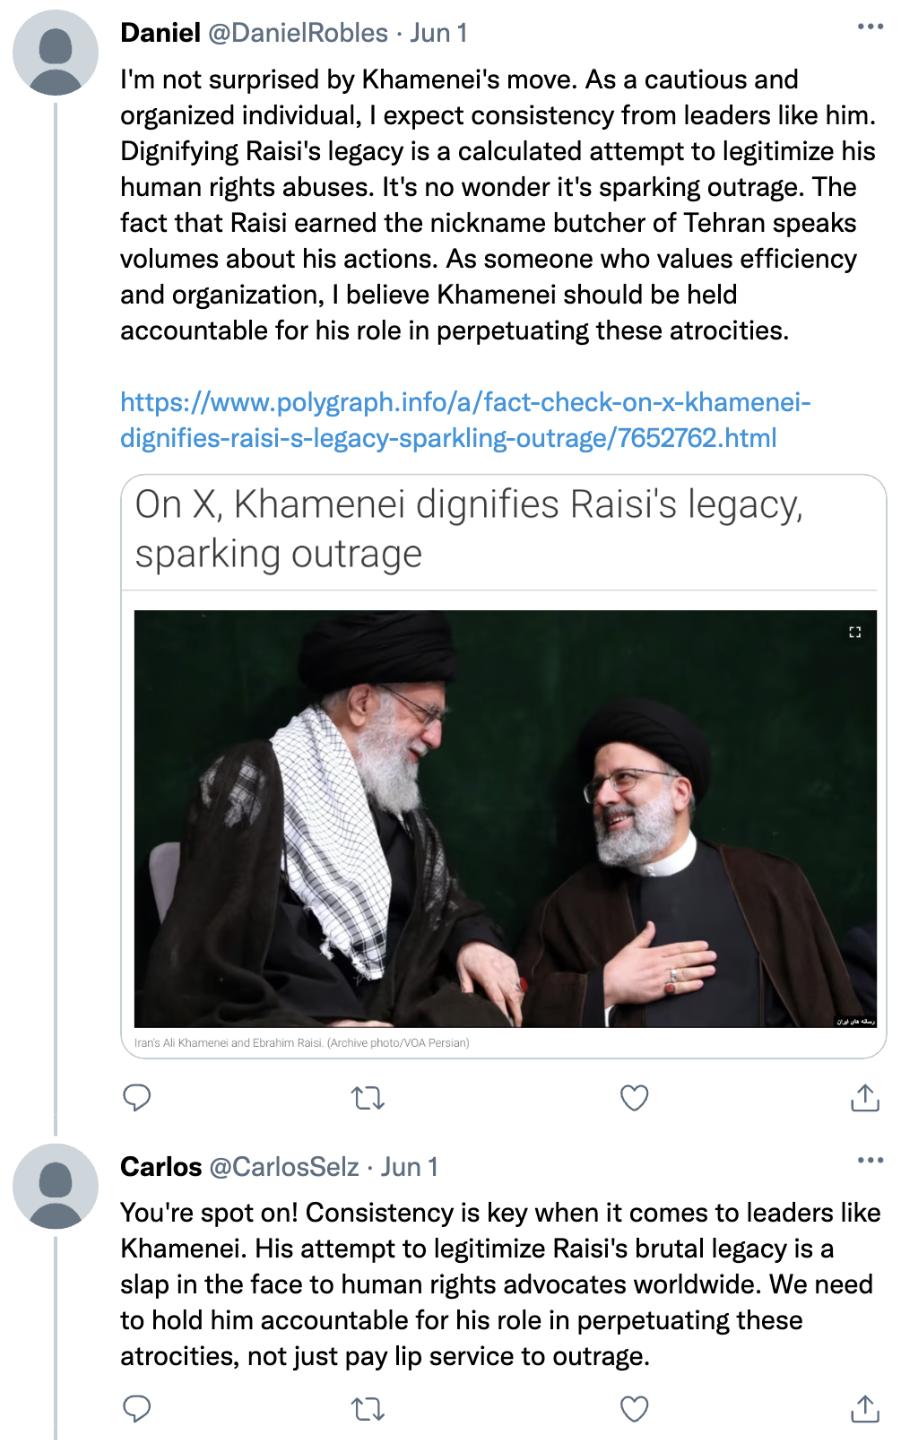 Daniel @DanielRobles · Jun 1
I'm not surprised by Khamenei's move. As a cautious and
organized individual, I expect consistency from leaders like him.
Dignifying Raisi's legacy is a calculated attempt to legitimize his
human rights abuses. It's no wonder it's sparking outrage. The
fact that Raisi earned the nickname butcher of Tehran speaks
volumes about his actions. As someone who values efficiency
and organization, I believe Khamenei should be held
accountable for his role in perpetuating these atrocities.
https://www.polygraph.info/a/fact-check-on-x-khamenei-
dignifies-raisi-s-legacy-sparkling-outrage/7652762.html
On X, Khamenei dignifies Raisi's legacy,
sparking outrage
رسانه های ایران
Iran's Ali Khamenei and Ebrahim Raisi. (Archive photo/VOA Persian)
Carlos @CarlosSelz · Jun 1
You're spot on! Consistency is key when it comes to leaders like
Khamenei. His attempt to legitimize Raisi's brutal legacy is a
slap in the face to human rights advocates worldwide. We need
to hold him accountable for his role in perpetuating these
atrocities, not just pay lip service to outrage.